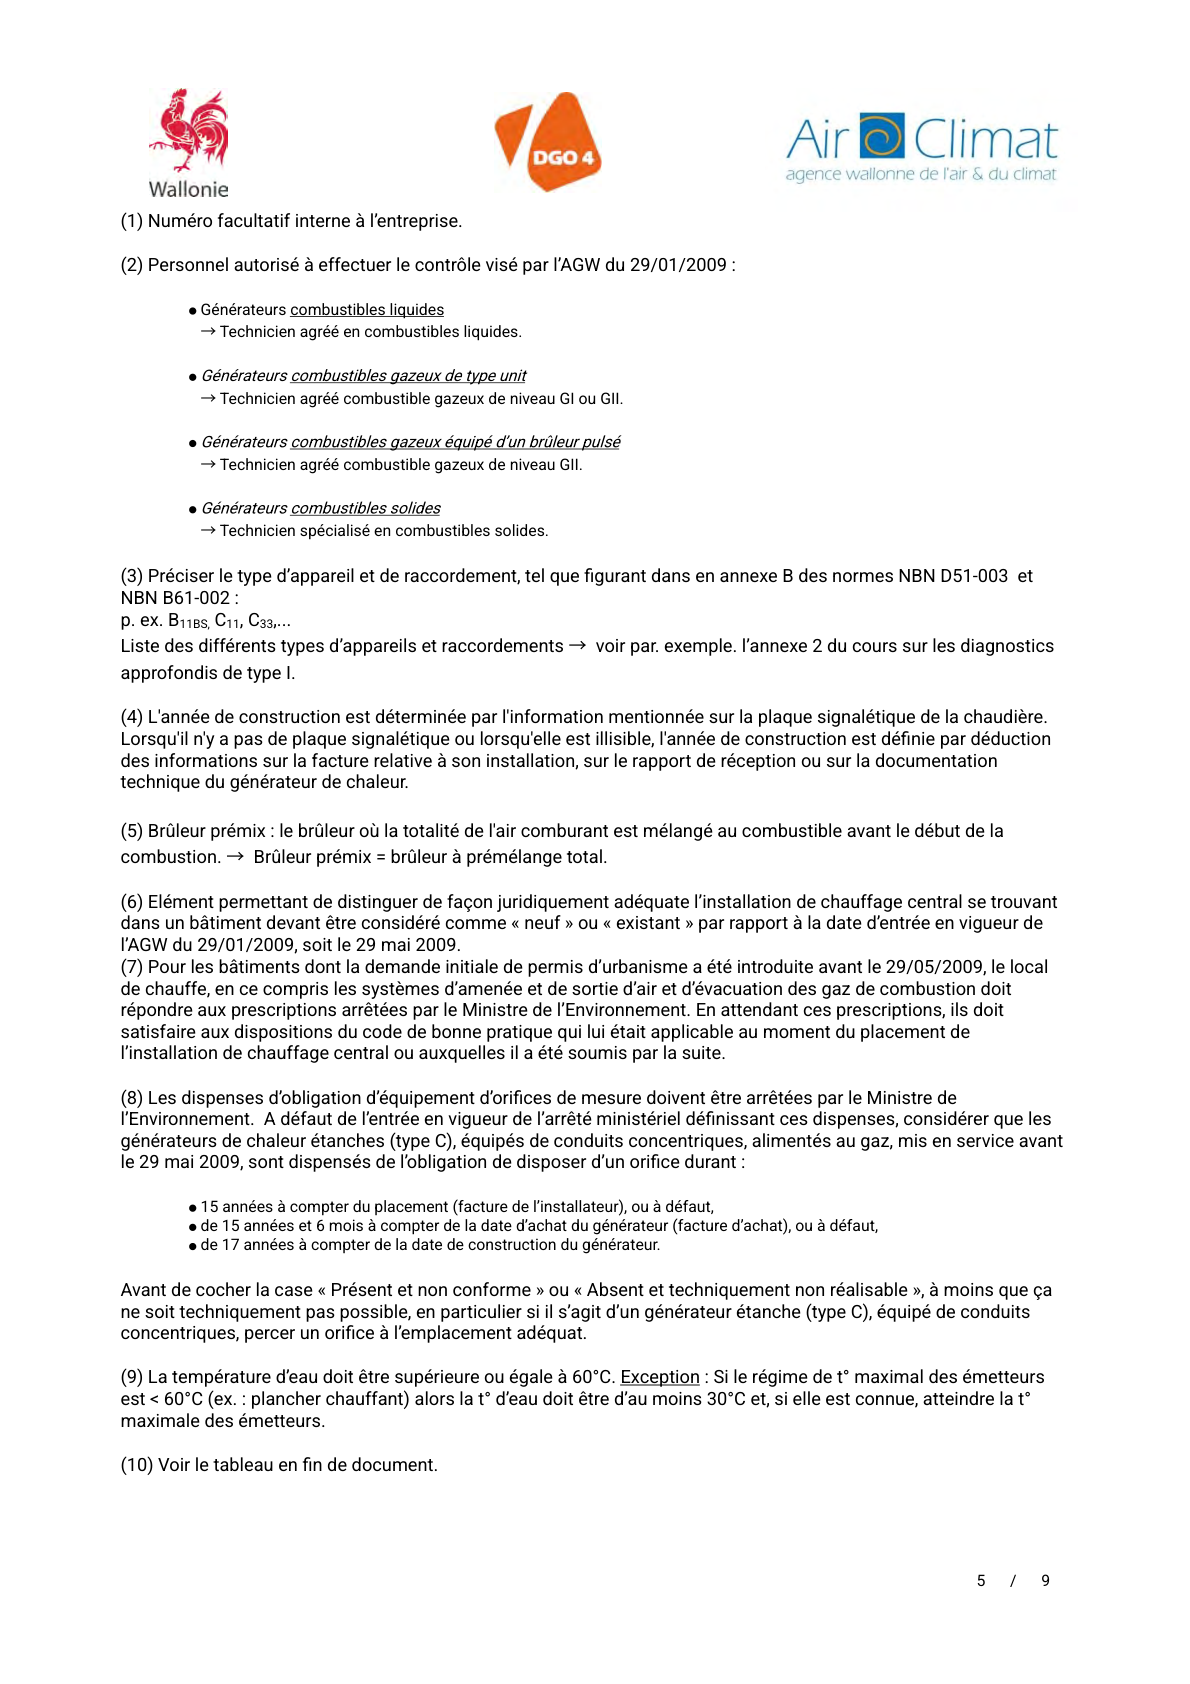 Wallonie
DGO 4
Air Climat
agence wallonne de l'air & du climat
(1) Numéro facultatif interne à l’entreprise.
(2) Personnel autorisé à effectuer le contrôle visé par l’AGW du 29/01/2009 :
● Générateurs combustibles liquides
→ Technicien agréé en combustibles liquides.
● Générateurs combustibles gazeux de type unit
→ Technicien agréé combustible gazeux de niveau GI ou GII.
● Générateurs combustibles gazeux équipé d’un brûleur pulsé
→ Technicien agréé combustible gazeux de niveau GII.
● Générateurs combustibles solides
→ Technicien spécialisé en combustibles solides.
(3) Préciser le type d’appareil et de raccordement, tel que figurant dans en annexe B des normes NBN D51-003 et
NBN B61-002 :
p. ex. B11BS, C11, C33,...
Liste des différents types d’appareils et raccordements → voir par. exemple. l’annexe 2 du cours sur les diagnostics
approfondis de type I.
(4) L'année de construction est déterminée par l'information mentionnée sur la plaque signalétique de la chaudière.
Lorsqu'il n'y a pas de plaque signalétique ou lorsqu'elle est illisible, l'année de construction est définie par déduction
des informations sur la facture relative à son installation, sur le rapport de réception ou sur la documentation
technique du générateur de chaleur.
(5) Brûleur prémix : le brûleur où la totalité de l'air comburant est mélangé au combustible avant le début de la
combustion. → Brûleur prémix = brûleur à prémélange total.
(6) Elément permettant de distinguer de façon juridiquement adéquate l’installation de chauffage central se trouvant
dans un bâtiment devant être considéré comme « neuf » ou « existant » par rapport à la date d’entrée en vigueur de
l’AGW du 29/01/2009, soit le 29 mai 2009.
(7) Pour les bâtiments dont la demande initiale de permis d’urbanisme a été introduite avant le 29/05/2009, le local
de chauffe, en ce compris les systèmes d’amenée et de sortie d’air et d’évacuation des gaz de combustion doit
répondre aux prescriptions arrêtées par le Ministre de l’Environnement. En attendant ces prescriptions, ils doit
satisfaire aux dispositions du code de bonne pratique qui lui était applicable au moment du placement de
l’installation de chauffage central ou auxquelles il a été soumis par la suite.
(8) Les dispenses d’obligation d’équipement d’orifices de mesure doivent être arrêtées par le Ministre de
l’Environnement. A défaut de l’entrée en vigueur de l’arrêté ministériel définissant ces dispenses, considérer que les
générateurs de chaleur étanches (type C), équipés de conduits concentriques, alimentés au gaz, mis en service avant
le 29 mai 2009, sont dispensés de l’obligation de disposer d’un orifice durant :
● 15 années à compter du placement (facture de l’installateur), ou à défaut,
● de 15 années et 6 mois à compter de la date d’achat du générateur (facture d’achat), ou à défaut,
● de 17 années à compter de la date de construction du générateur.
Avant de cocher la case « Présent et non conforme » ou « Absent et techniquement non réalisable », à moins que ça
ne soit techniquement pas possible, en particulier si il s’agit d’un générateur étanche (type C), équipé de conduits
concentriques, percer un orifice à l’emplacement adéquat.
(9) La température d’eau doit être supérieure ou égale à 60°C. Exception : Si le régime de t° maximal des émetteurs
est < 60°C (ex. : plancher chauffant) alors la t° d’eau doit être d’au moins 30°C et, si elle est connue, atteindre la t°
maximale des émetteurs.
(10) Voir le tableau en fin de document.
5 / 9